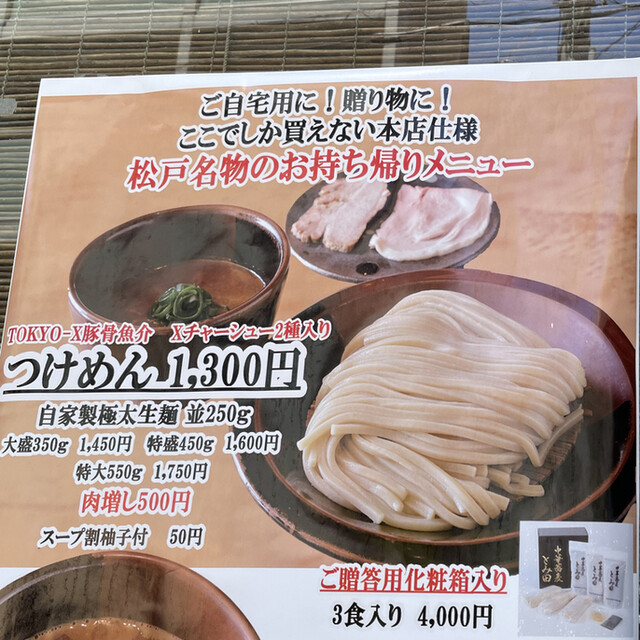 ご自宅用に！贈り物に！
ここでしか買えない本店仕様
松戸名物のお持ち帰りメニュー
TOKYO-X豚骨魚介　Xチャーシュー2種入り
つけめん 1,300円
自家製極太生麺 並250g
大盛350g 1,450円　特盛450g 1,600円
特大550g 1,750円
肉増し500円
スープ割柚子付　50円
ご贈答用化粧箱入り
3食入り 4,000円
中華蕎麦
とみ田